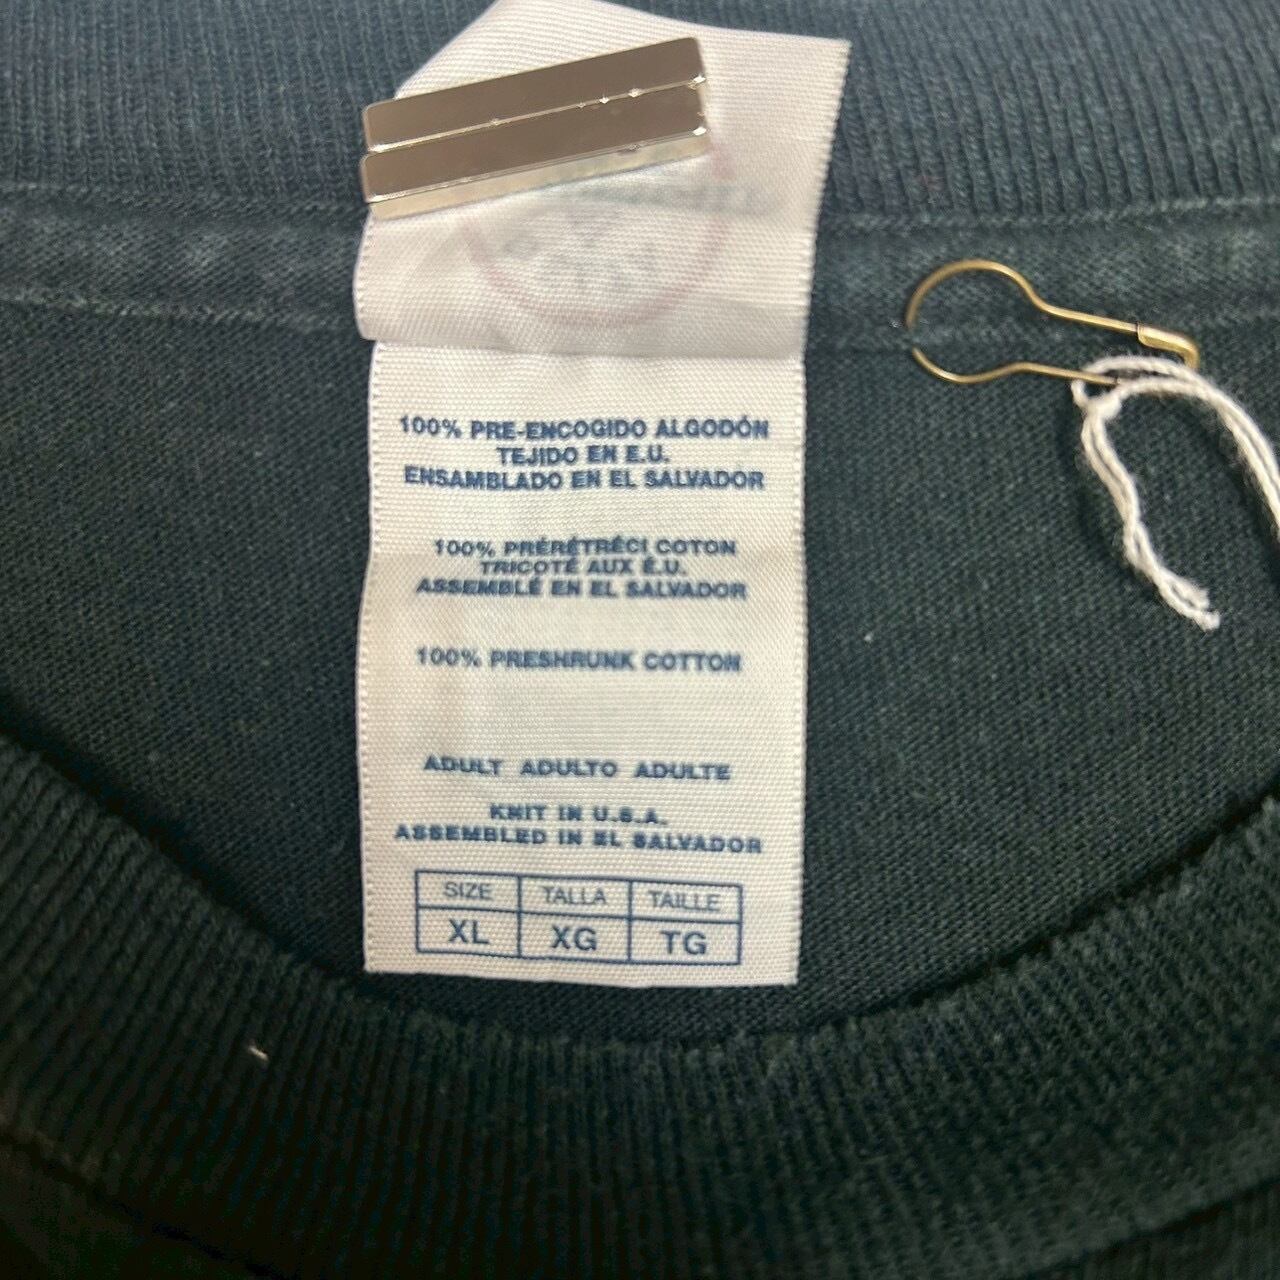 100% PRE-ENCOGIDO ALGODÓN
TEJIDO EN E.U.
ENSAMBLADO EN EL SALVADOR
100% PRÉRÉTRÉCI COTON
TRICOTÉ AUX É.U.
ASSEMBLÉ EN EL SALVADOR
100% PRESHRUNK COTTON
ADULT ADULTO ADULTE
KNIT IN U.S.A.
ASSEMBLED IN EL SALVADOR
SIZE TALLA TAILLE
XL XG TG